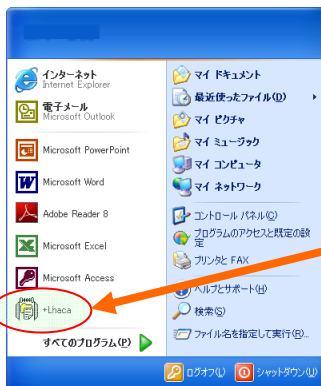 インターネット
Internet Explorer
電子メール
Microsoft Outlook
Microsoft PowerPoint
Microsoft Word
Adobe Reader 8
Microsoft Excel
Microsoft Access
+Lhaca
すべてのプログラム(P)
マイ ドキュメント
最近使ったファイル(D)
マイ ピクチャ
マイ ミュージック
マイ コンピュータ
マイ ネットワーク
コントロール パネル(C)
プログラムのアクセスと既定の設
定
プリンタと FAX
ヘルプとサポート(H)
検索(S)
ファイル名を指定して実行(R)...
ログオフ(L)
シャットダウン(U)